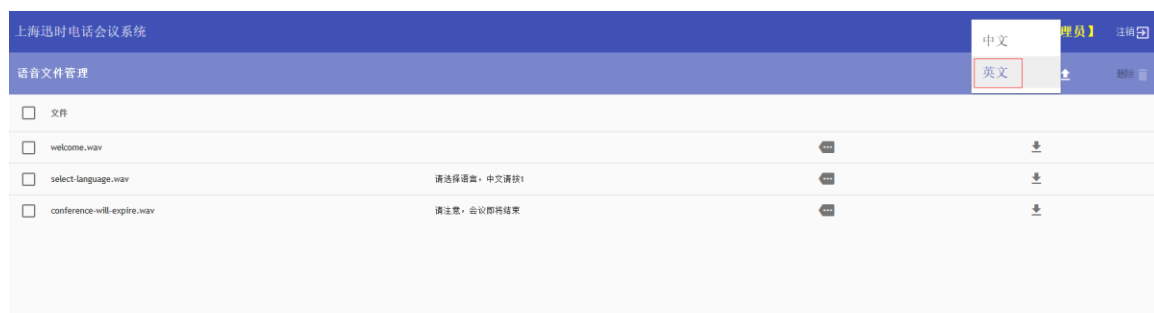 上海迅时电话会议系统
中文
理员】
注销
语音文件管理
英文
删除
文件
welcome.wav
select-language.wav
请选择语言，中文请按1
conference-will-expire.wav
请注意，会议即将结束